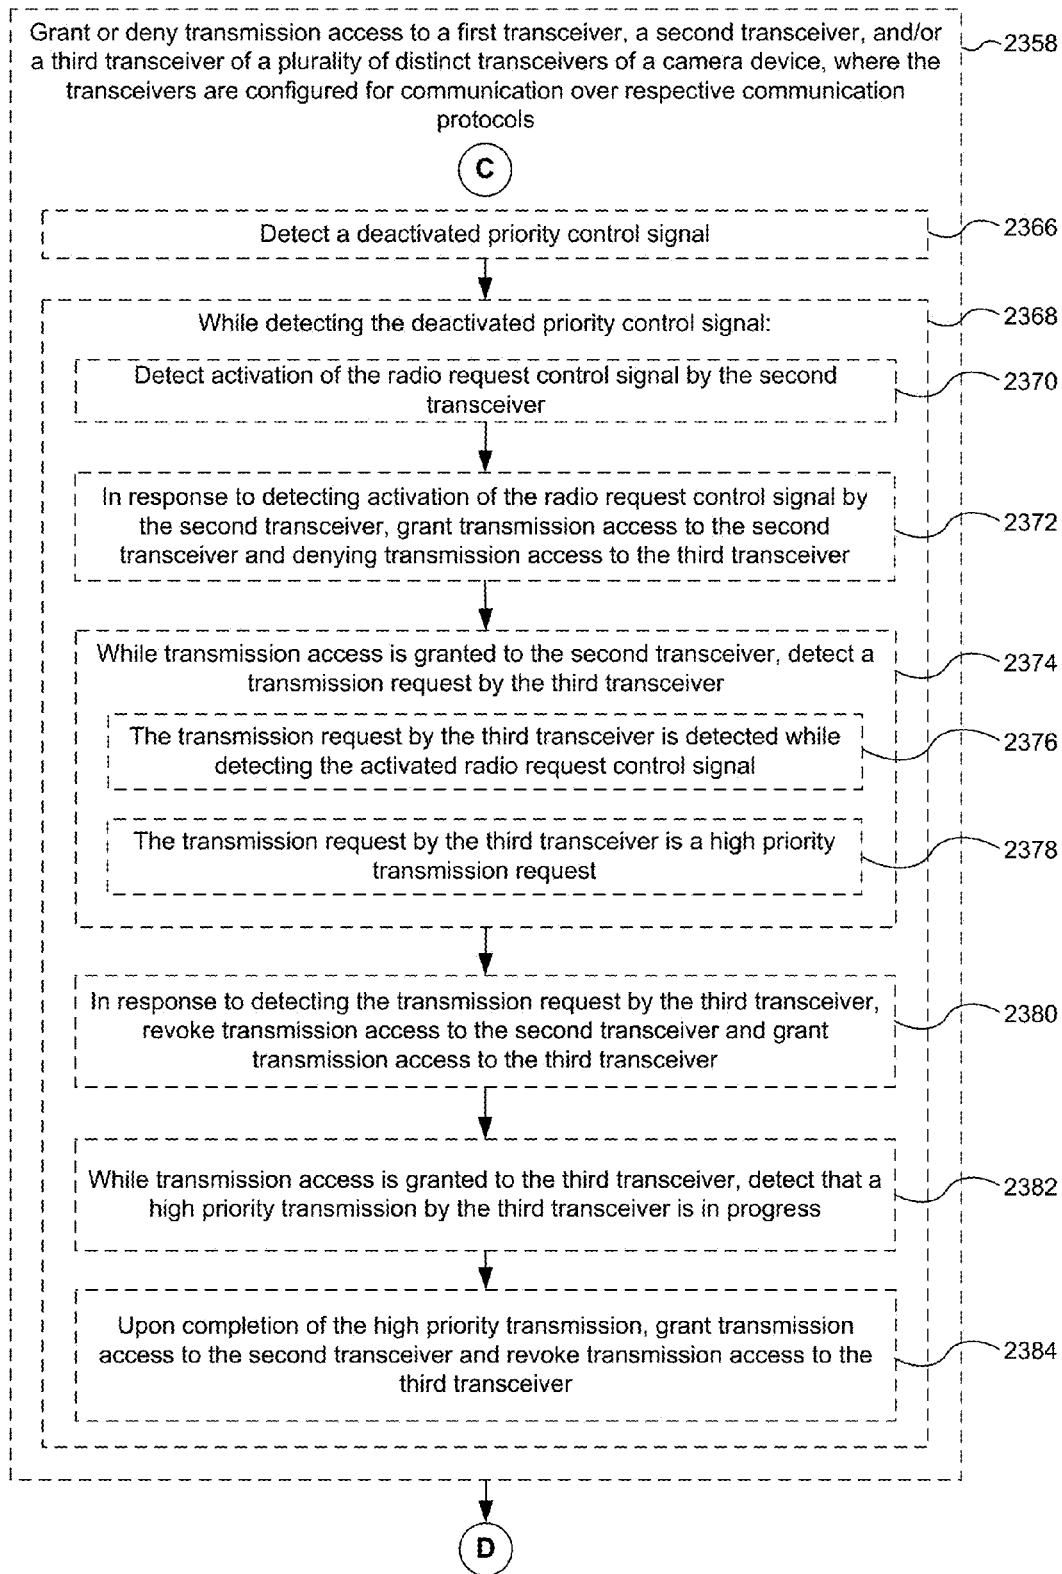 Grant or deny transmission access to a first transceiver, a second transceiver, and/or
a third transceiver of a plurality of distinct transceivers of a camera device, where the
transceivers are configured for communication over respective communication
protocols
2358
C
Detect a deactivated priority control signal
2366
While detecting the deactivated priority control signal:
2368
Detect activation of the radio request control signal by the second
transceiver
2370
In response to detecting activation of the radio request control signal by
the second transceiver, grant transmission access to the second
transceiver and denying transmission access to the third transceiver
2372
While transmission access is granted to the second transceiver, detect a
transmission request by the third transceiver
2374
The transmission request by the third transceiver is detected while
detecting the activated radio request control signal
2376
The transmission request by the third transceiver is a high priority
transmission request
2378
In response to detecting the transmission request by the third transceiver,
revoke transmission access to the second transceiver and grant
transmission access to the third transceiver
2380
While transmission access is granted to the third transceiver, detect that a
high priority transmission by the third transceiver is in progress
2382
Upon completion of the high priority transmission, grant transmission
access to the second transceiver and revoke transmission access to the
third transceiver
2384
D